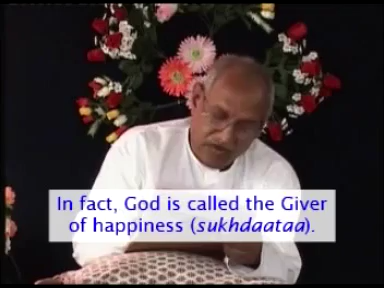 In fact, God is called the Giver
of happiness (sukhdaataa).